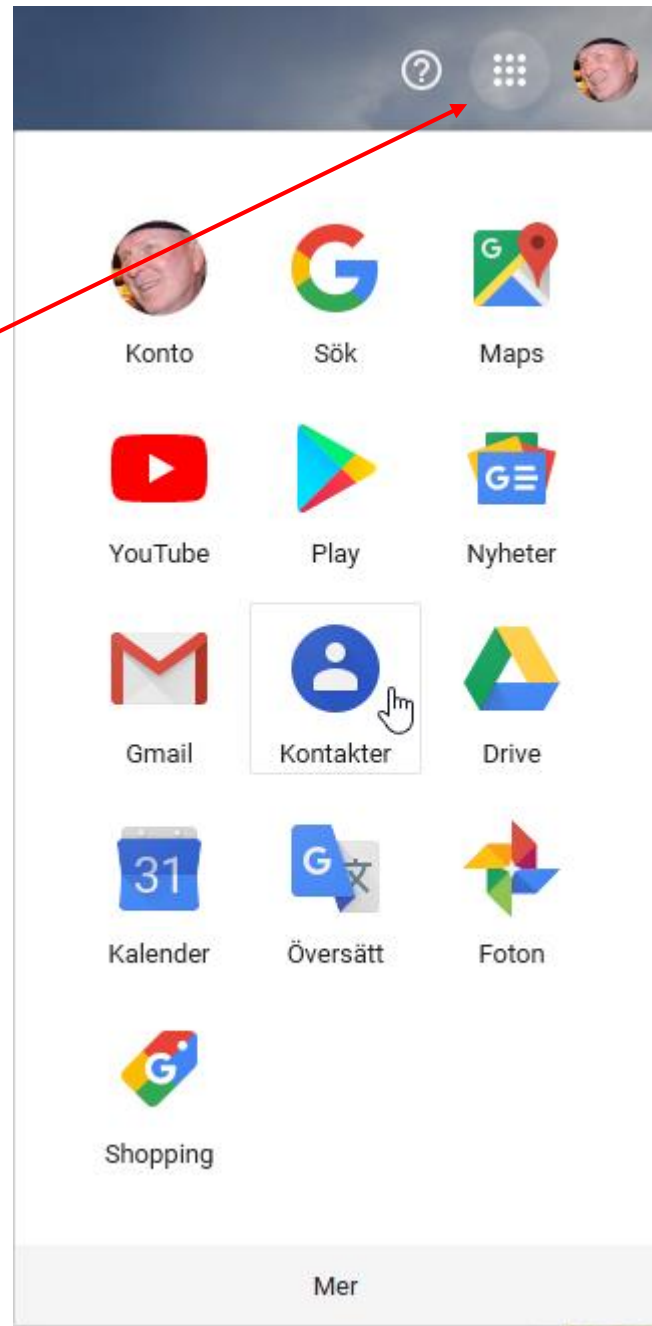 Konto Sök Maps
YouTube Play Nyheter
Gmail Kontakter Drive
31
Kalender Översätt Foton
Shopping
Mer